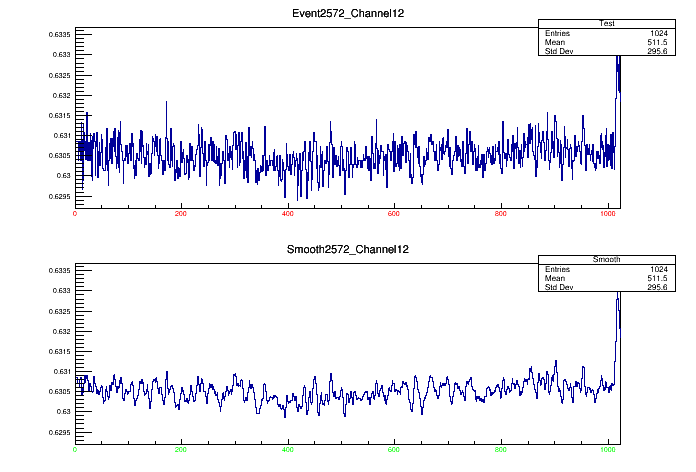 Event2572_Channel12
Test
Entries 1024
Mean 511.5
Std Dev 295.6
0.6335
0.633
0.6325
0.632
0.6315
0.631
0.6305
0.63
0.6295
0 200 400 600 800 1000
Smooth2572_Channel12
Smooth
Entries 1024
Mean 511.5
Std Dev 295.6
0.6335
0.633
0.6325
0.632
0.6315
0.631
0.6305
0.63
0.6295
0 200 400 600 800 1000